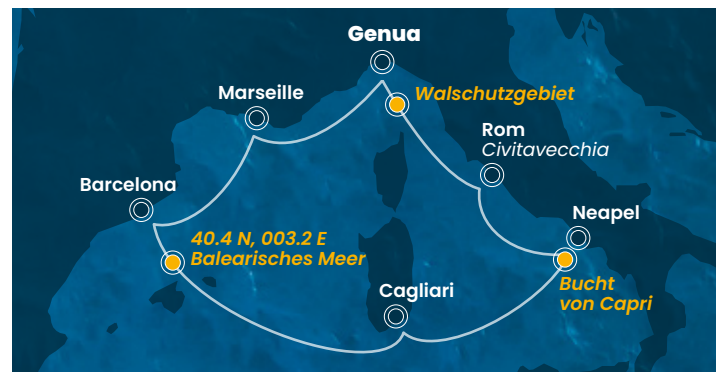 Genua
Marseille
Walschutzgebiet
Rom
Civitavecchia
Barcelona
Neapel
40.4 N, 003.2 E
Balearisches Meer
Cagliari
Bucht
von Capri